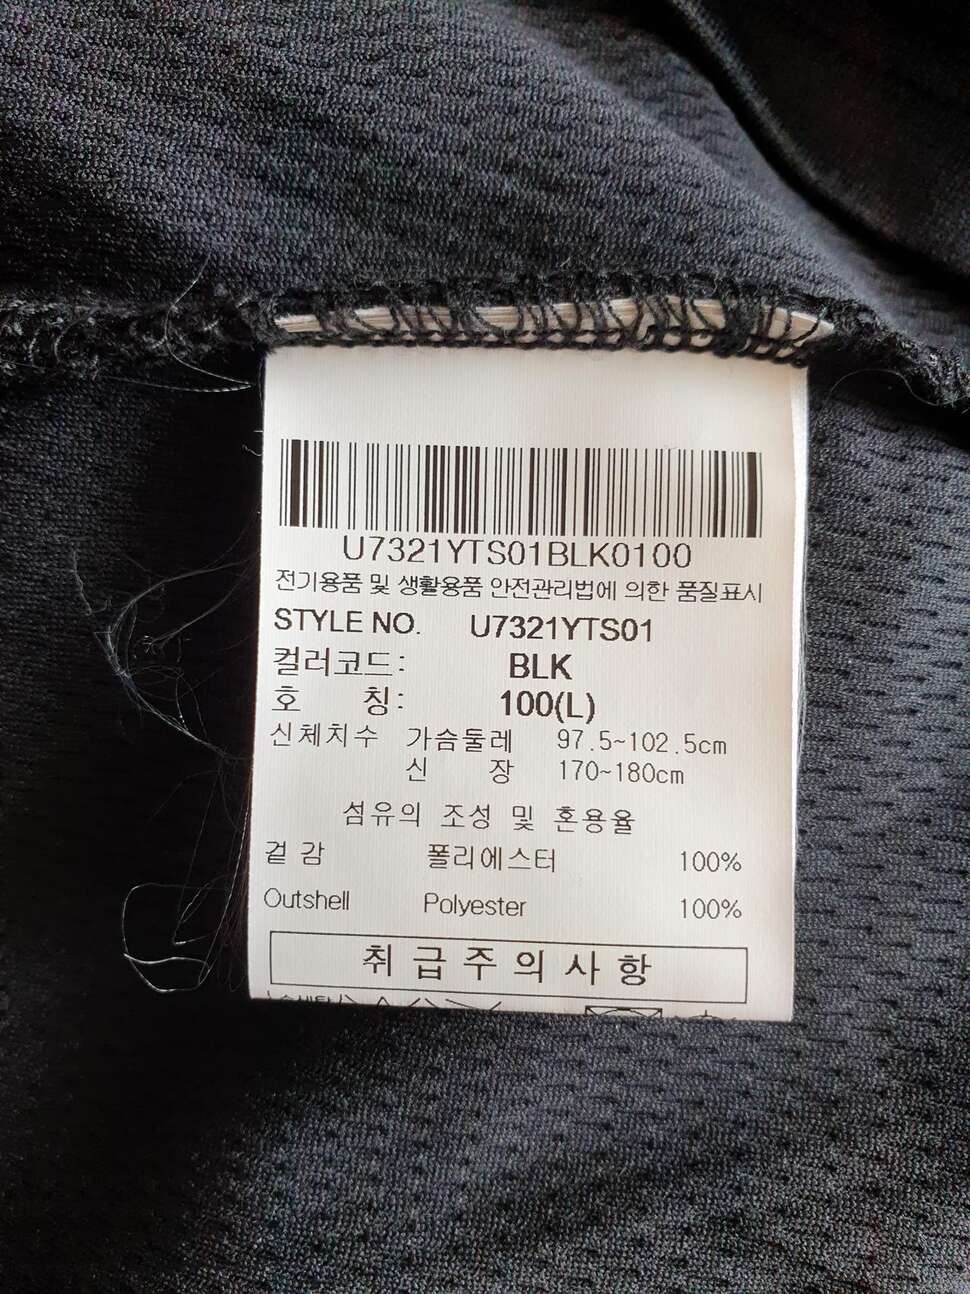 U7321YTS01BLK0100
전기용품 및 생활용품 안전관리법에 의한 품질표시
STYLE NO. U7321YTS01
컬러코드: BLK
호 칭: 100(L)
신체치수 가슴둘레 97.5~102.5cm
신 장 170~180cm
섬유의 조성 및 혼용율
겉 감 폴리에스터 100%
Outshell Polyester 100%
취 급 주 의 사 항